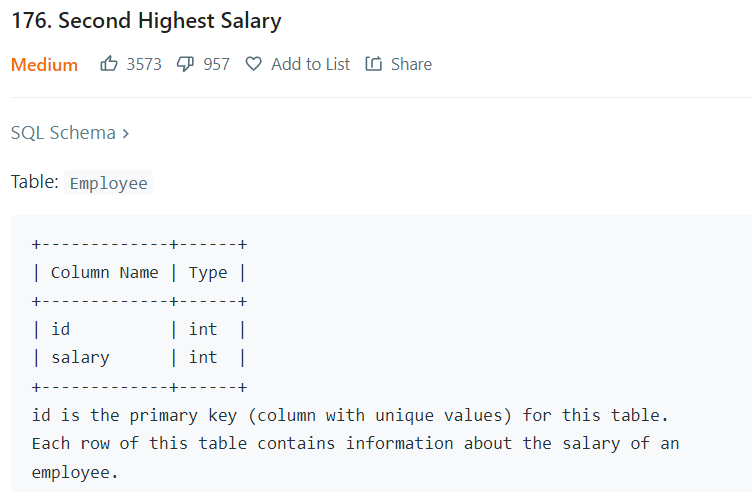 176. Second Highest Salary
Medium 3573 957 Add to List Share
SQL Schema >
Table: Employee
+-------------+------+
| Column Name | Type |
+-------------+------+
| id          | int  |
| salary      | int  |
+-------------+------+
id is the primary key (column with unique values) for this table.
Each row of this table contains information about the salary of an
employee.